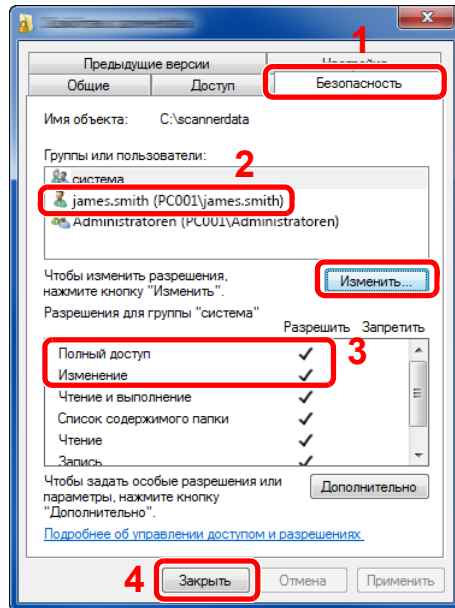 1
Предыдущие версии
Общие Доступ Безопасность
Имя объекта: C:\scannerdata
Группы или пользователи:
2
система
james.smith (PC001\james.smith)
Administratoren (PC001\Administratoren)
Чтобы изменить разрешения,
нажмите кнопку "Изменить".
Изменить...
Разрешения для группы "система"
Разрешить Запретить
3
Полный доступ
Изменение
Чтение и выполнение
Список содержимого папки
Чтение
Запись
Чтобы задать особые разрешения или
параметры, нажмите кнопку
"Дополнительно".
Дополнительно
Подробнее об управлении доступом и разрешениях
4
Закрыть Отмена Применить